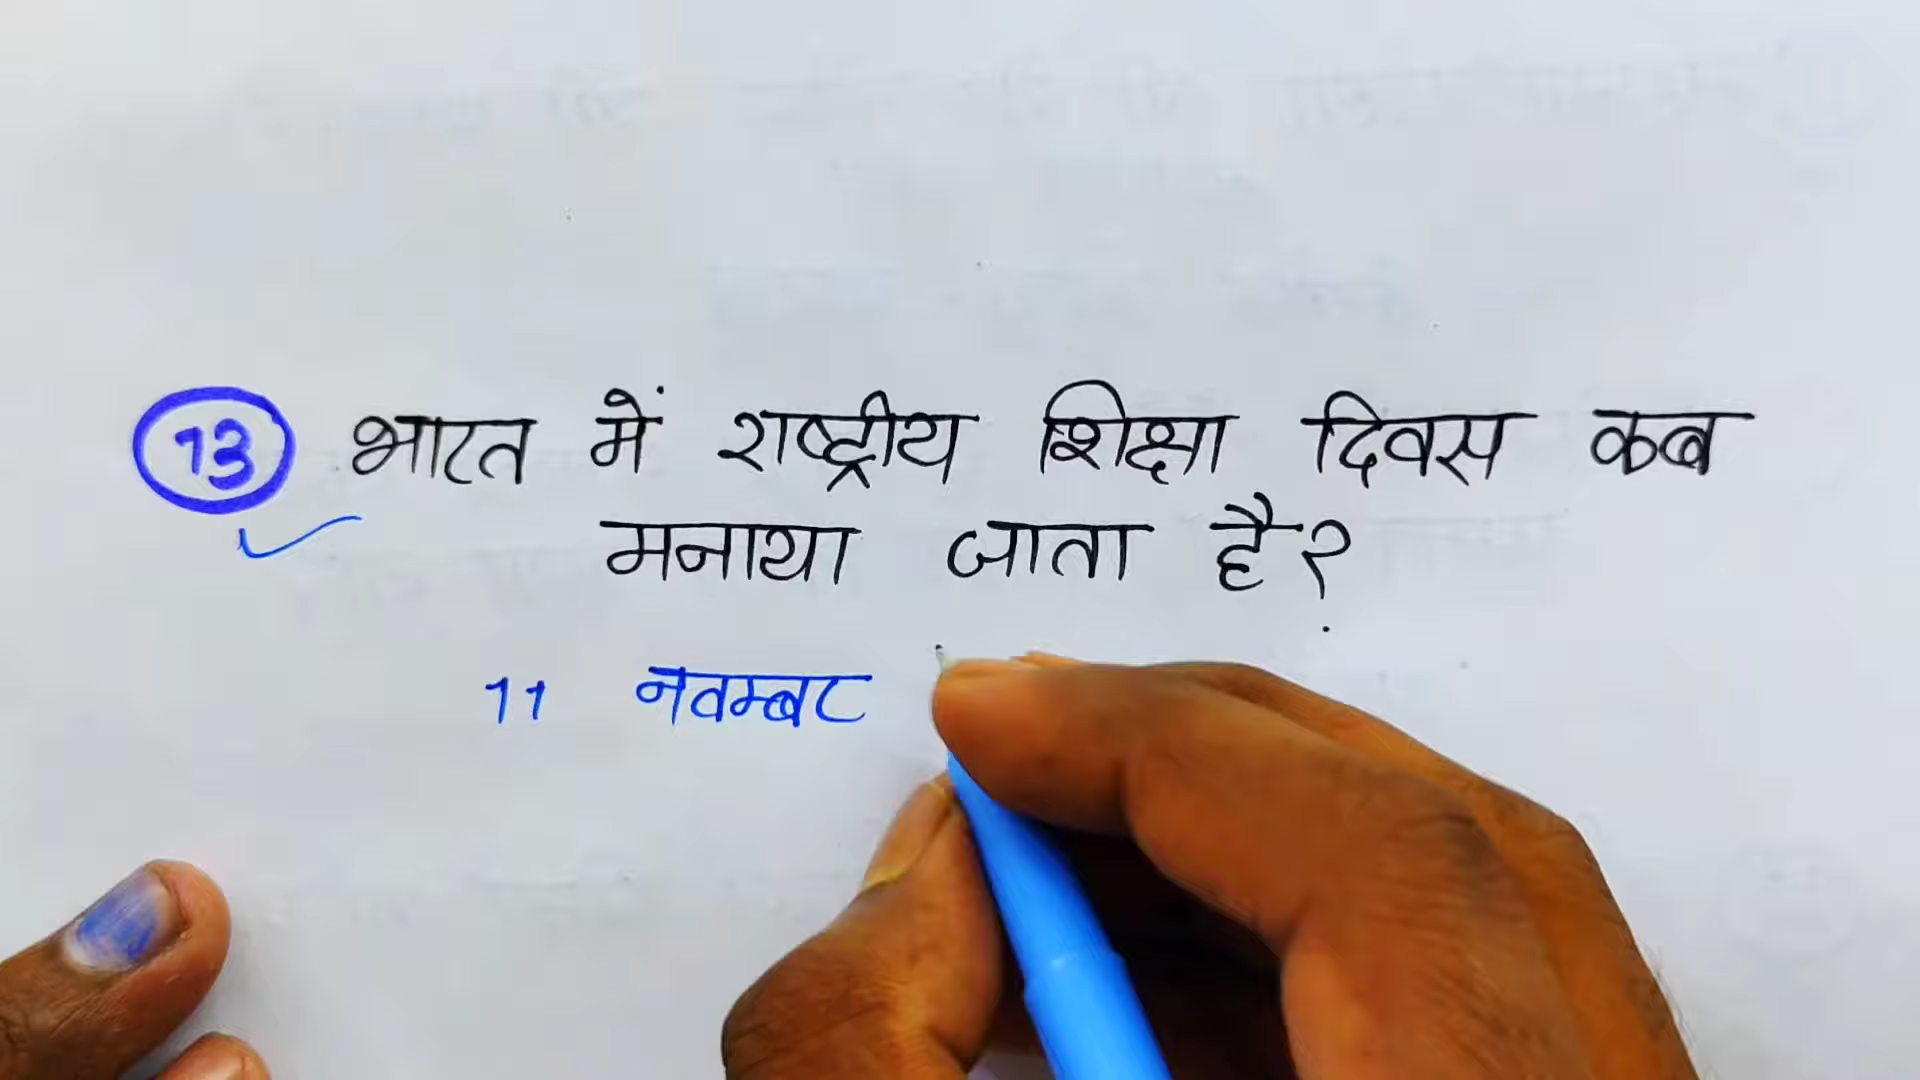 13 भारत में राष्ट्रीय शिक्षा दिवस कब
मनाया जाता है?
11 नवम्बर